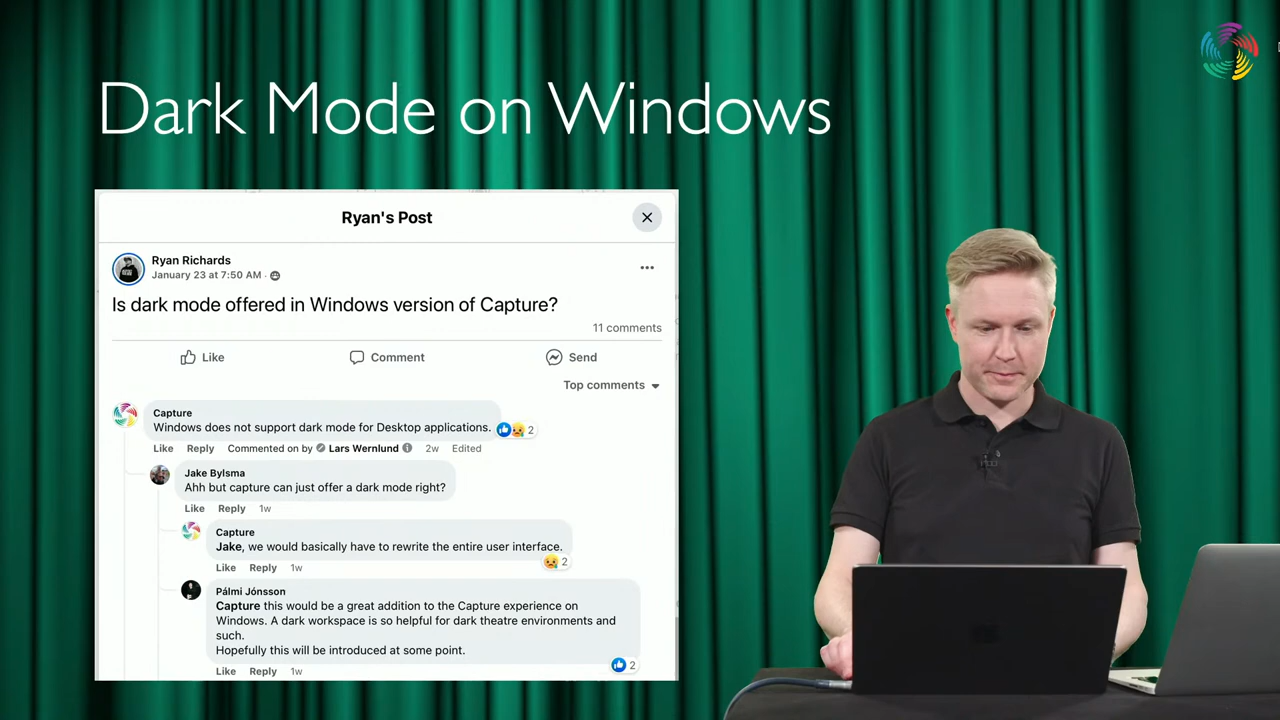 Dark Mode on Windows
Ryan's Post
Ryan Richards
January 23 at 7:50 AM ·
Is dark mode offered in Windows version of Capture?
11 comments
Like Comment Send
Top comments
Capture
Windows does not support dark mode for Desktop applications.
2
Like Reply Commented on by Lars Wernlund 2w Edited
Jake Bylsma
Ahh but capture can just offer a dark mode right?
Like Reply 1w
Capture
Jake, we would basically have to rewrite the entire user interface.
2
Like Reply 1w
Pálmi Jónsson
Capture this would be a great addition to the Capture experience on
Windows. A dark workspace is so helpful for dark theatre environments and
such.
Hopefully this will be introduced at some point.
2
Like Reply 1w